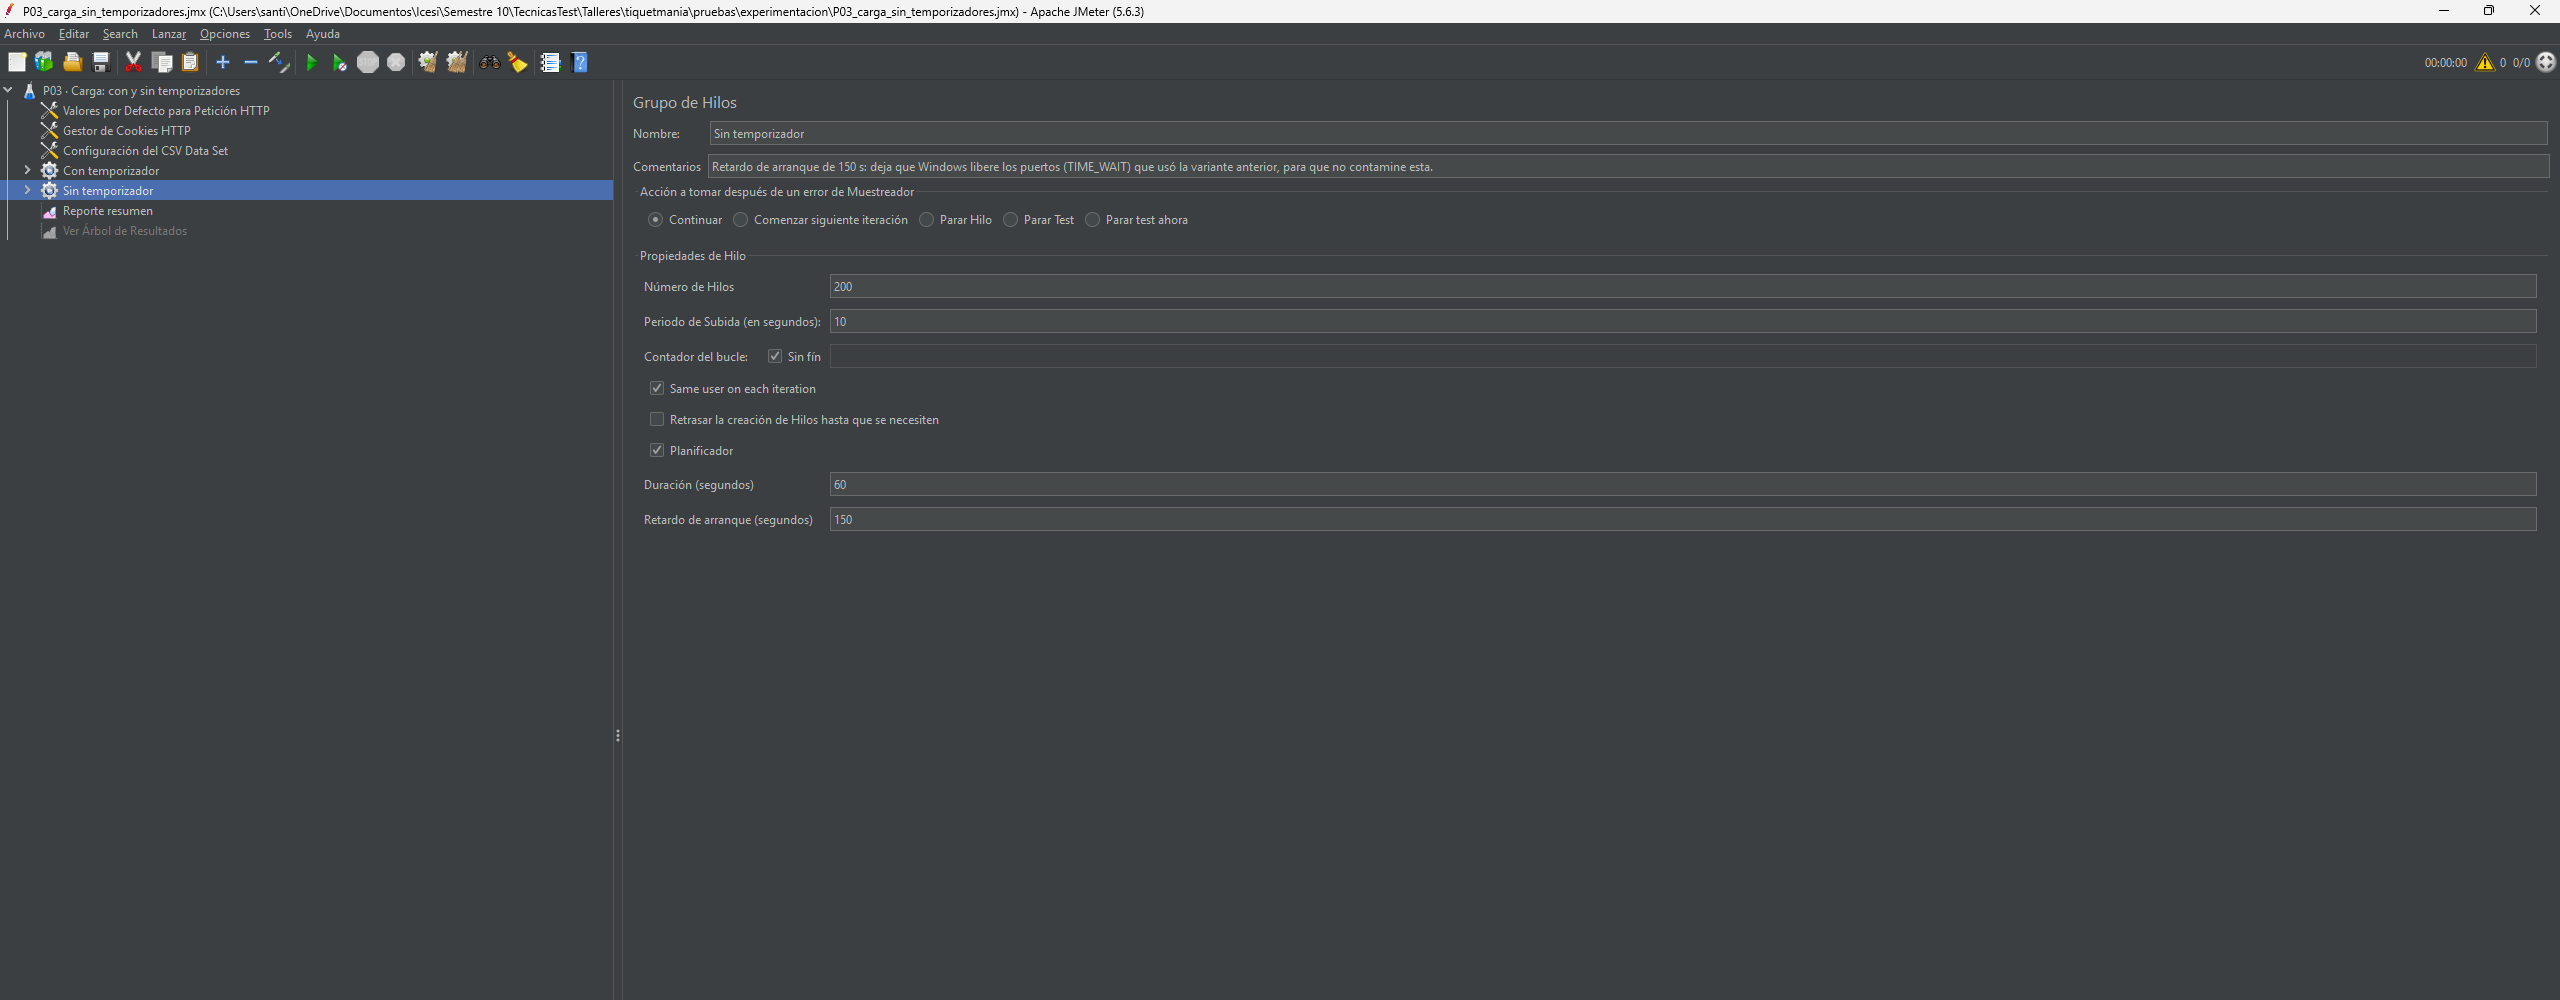 P03_carga_sin_temporizadores.jmx (C:\Users\santi\OneDrive\Documentos\Icesi\Semestre 10\TecnicasTest\Talleres\tiquetmania\pruebas\experimentacion\P03_carga_sin_temporizadores.jmx) - Apache JMeter (5.6.3)
Archivo Editar Search Lanzar Opciones Tools Ayuda
STOP
00:00:00 0 0/0
P03 · Carga: con y sin temporizadores
Valores por Defecto para Petición HTTP
Gestor de Cookies HTTP
Configuración del CSV Data Set
Con temporizador
Sin temporizador
Reporte resumen
Ver Árbol de Resultados
Grupo de Hilos
Nombre: Sin temporizador
Comentarios Retardo de arranque de 150 s: deja que Windows libere los puertos (TIME_WAIT) que usó la variante anterior, para que no contamine esta.
Acción a tomar después de un error de Muestreador
Continuar Comenzar siguiente iteración Parar Hilo Parar Test Parar test ahora
Propiedades de Hilo
Número de Hilos 200
Periodo de Subida (en segundos): 10
Contador del bucle: Sin fín
Same user on each iteration
Retrasar la creación de Hilos hasta que se necesiten
Planificador
Duración (segundos) 60
Retardo de arranque (segundos) 150